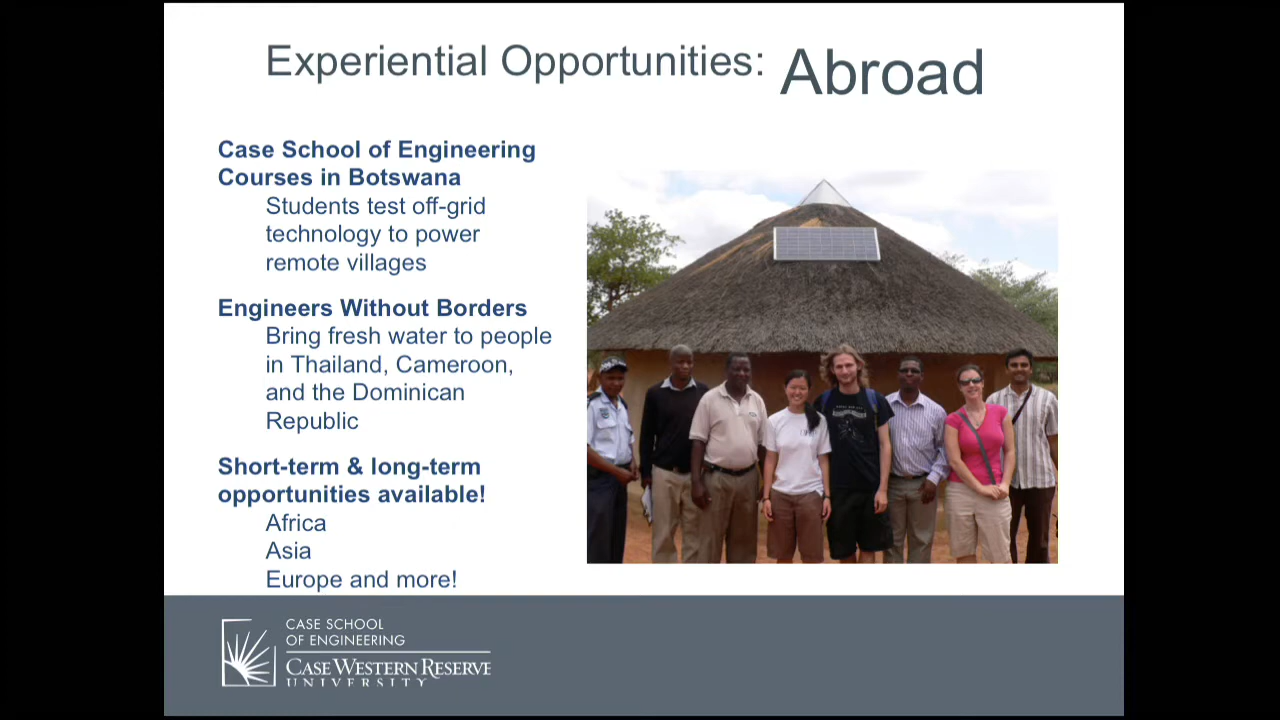 Experiential Opportunities: Abroad
Case School of Engineering
Courses in Botswana
Students test off-grid
technology to power
remote villages
Engineers Without Borders
Bring fresh water to people
in Thailand, Cameroon,
and the Dominican
Republic
Short-term & long-term
opportunities available!
Africa
Asia
Europe and more!
CASE SCHOOL
OF ENGINEERING
CASE WESTERN RESERVE
UNIVERSITY